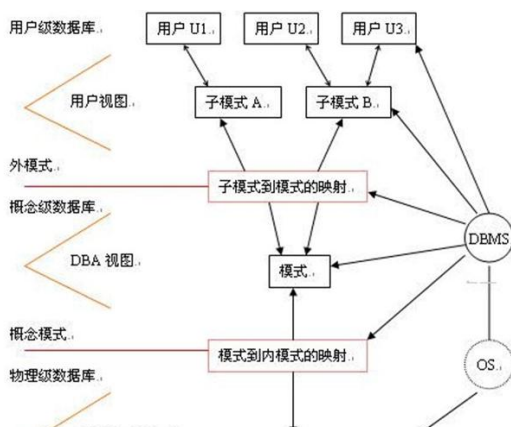 用户级数据库
用户 U1
用户 U2
用户 U3
用户视图
子模式 A
子模式 B
外模式
子模式到模式的映射
概念级数据库
DBMS
DBA 视图
模式
概念模式
模式到内模式的映射
OS
物理级数据库